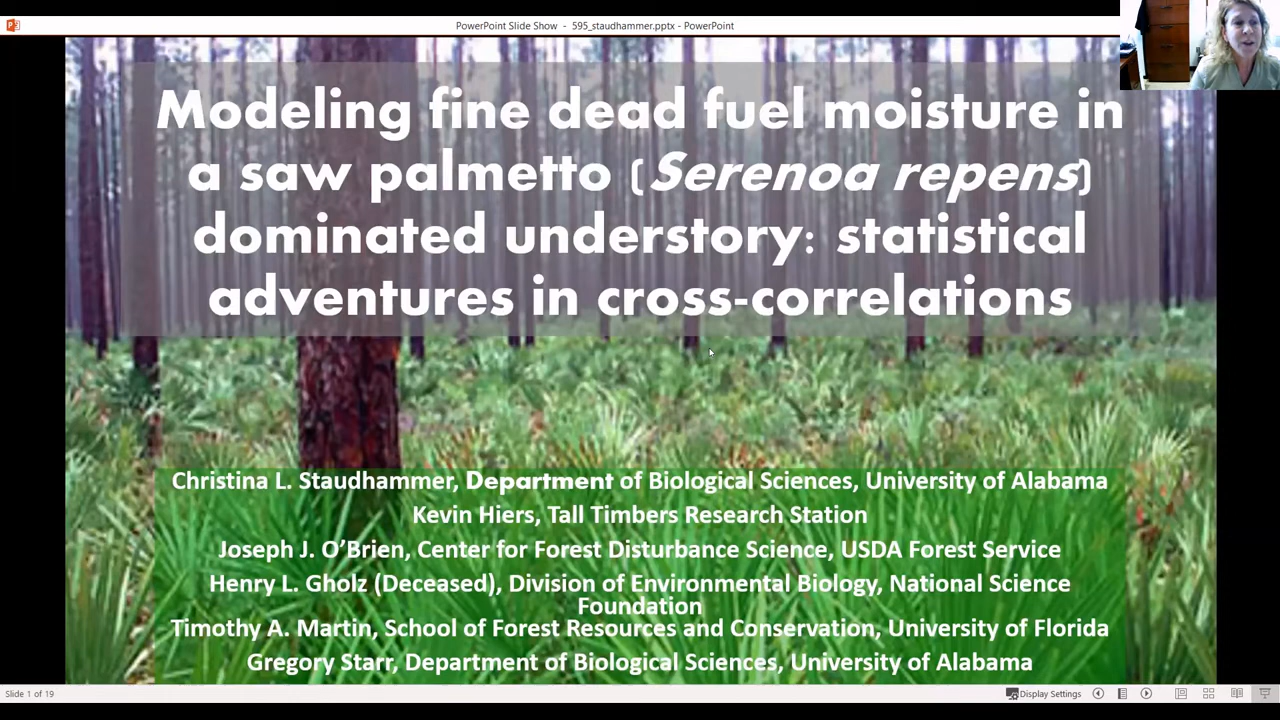 PowerPoint Slide Show - 595_staudhammer.pptx - PowerPoint
Modeling fine dead fuel moisture in
a saw palmetto (Serenoa repens)
dominated understory: statistical
adventures in cross-correlations
Christina L. Staudhammer, Department of Biological Sciences, University of Alabama
Kevin Hiers, Tall Timbers Research Station
Joseph J. O’Brien, Center for Forest Disturbance Science, USDA Forest Service
Henry L. Gholz (Deceased), Division of Environmental Biology, National Science
Foundation
Timothy A. Martin, School of Forest Resources and Conservation, University of Florida
Gregory Starr, Department of Biological Sciences, University of Alabama
Slide 1 of 19
Display Settings